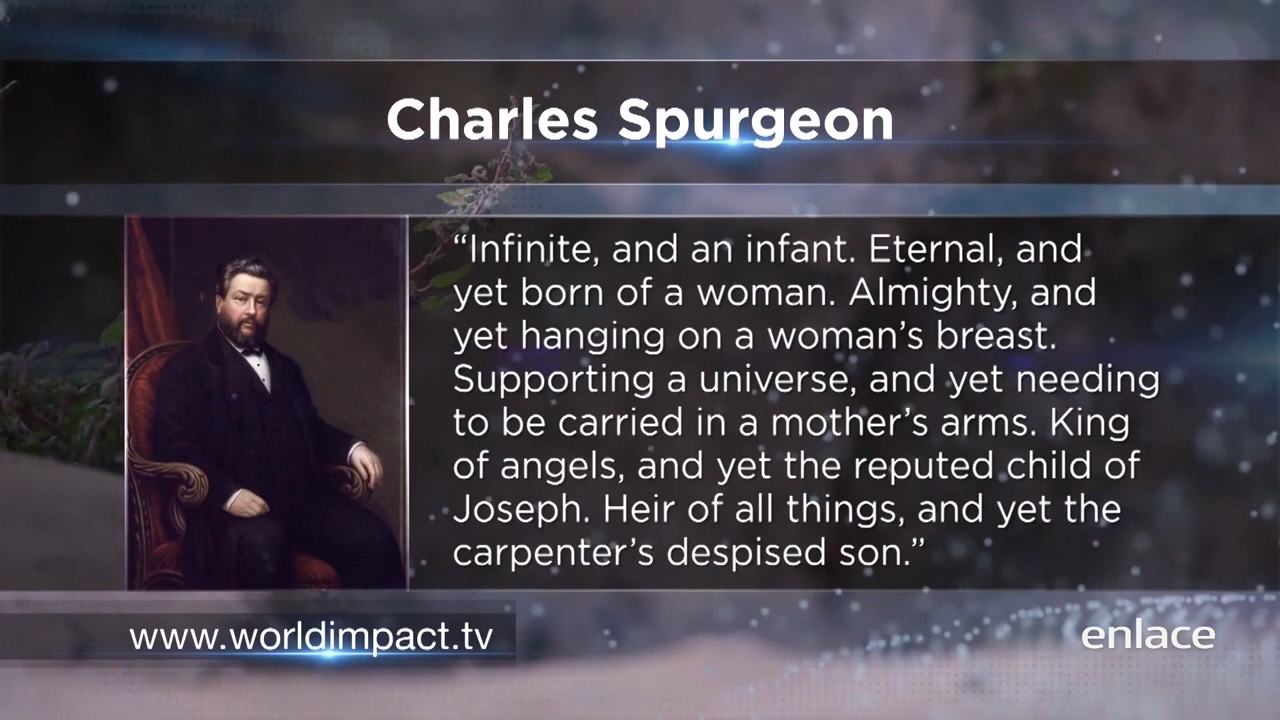 Charles Spurgeon
“Infinite, and an infant. Eternal, and
yet born of a woman. Almighty, and
yet hanging on a woman’s breast.
Supporting a universe, and yet needing
to be carried in a mother’s arms. King
of angels, and yet the reputed child of
Joseph. Heir of all things, and yet the
carpenter’s despised son.”
www.worldimpact.tv
enlace